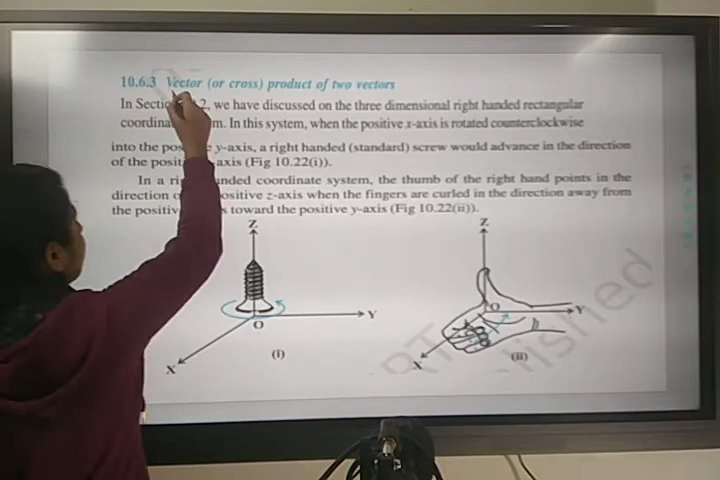 10.6.3 Vector (or cross) product of two vectors
In Section 2, we have discussed on the three dimensional right handed rectangular
coordina m. In this system, when the positive x-axis is rotated counterclockwise
into the pos e y-axis, a right handed (standard) screw would advance in the direction
of the posit axis (Fig 10.22(i)).
In a ri nded coordinate system, the thumb of the right hand points in the
direction o ositive z-axis when the fingers are curled in the direction away from
the positiv s toward the positive y-axis (Fig 10.22(ii)).
Z
Z
Y
Y
O
O
X
X
(i)
(ii)